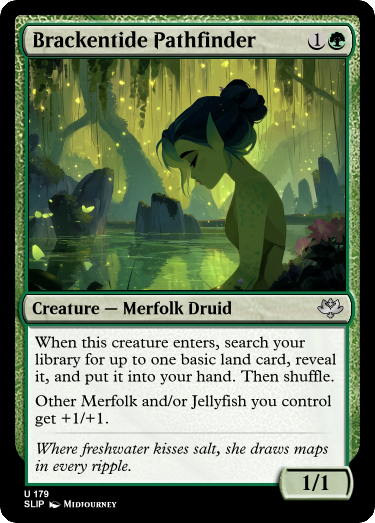 Brackentide Pathfinder 1
Creature — Merfolk Druid
When this creature enters, search your
library for up to one basic land card, reveal
it, and put it into your hand. Then shuffle.
Other Merfolk and/or Jellyfish you control
get +1/+1.
Where freshwater kisses salt, she draws maps
in every ripple.
1/1
U 179
SLIP Midjourney